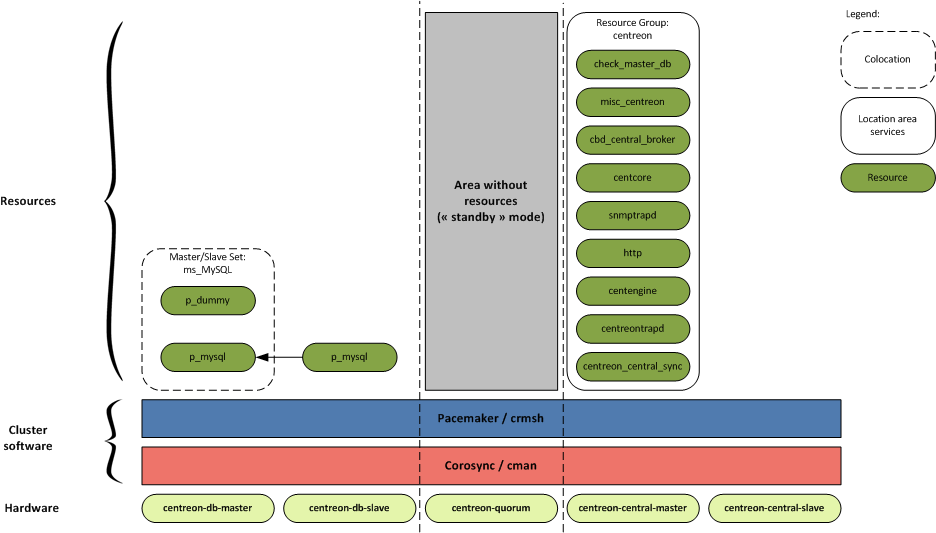 Resource Group:
centreon
check_master_db
misc_centreon
cbd_central_broker
centcore
snmptrapd
http
centengine
centreontrapd
centreon_central_sync
Legend:
Colocation
Location area
services
Resource
Area without
resources
(« standby » mode)
Resources
Master/Slave Set:
ms_MySQL
p_dummy
p_mysql
p_mysql
Cluster
software
Pacemaker / crmsh
Corosync / cman
Hardware
centreon-db-master
centreon-db-slave
centreon-quorum
centreon-central-master
centreon-central-slave